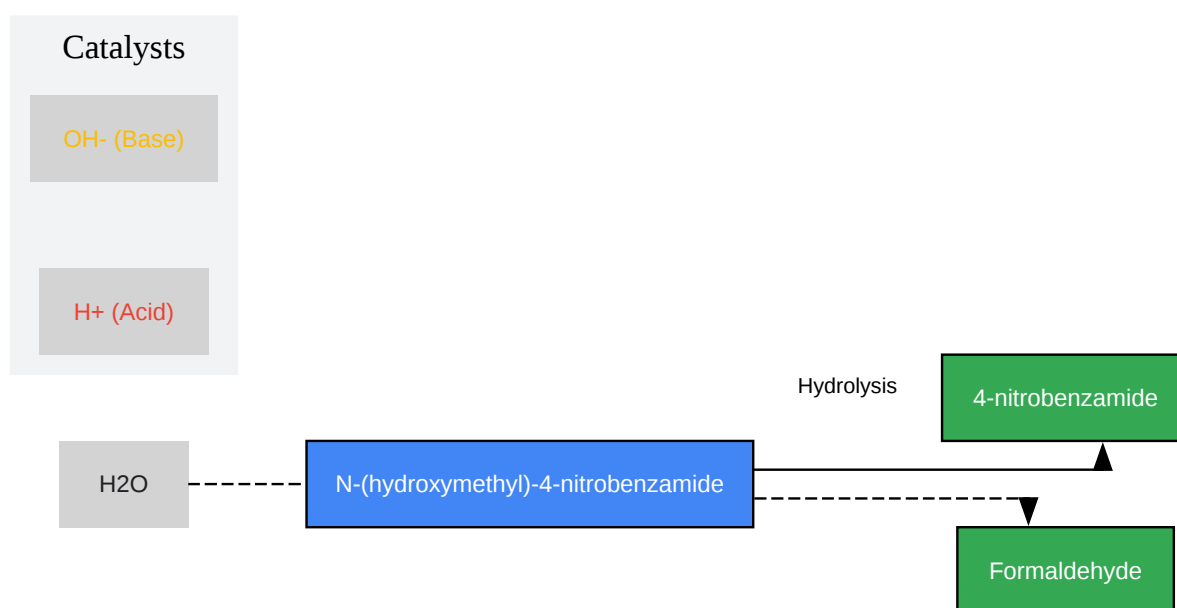 Catalysts
OH- (Base)
H+ (Acid)
Hydrolysis
4-nitrobenzamide
H2O
N-(hydroxymethyl)-4-nitrobenzamide
Formaldehyde